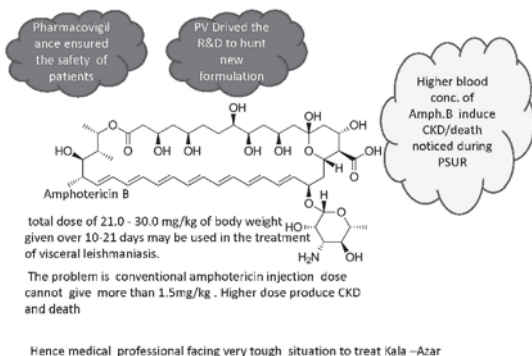 Pharmacovigil
ance ensured
the safety of
patients
PV Drived the
R&D to hunt
new
formulation
Higher blood
conc. of
Amph.B induce
CKD/death
noticed during
PSUR
OH
OH
OH
O
O
OH
OH
OH
OH
O
OH
HO
O
Amphotericin B
O
O
HO
OH
H₂N
total dose of 21.0 - 30.0 mg/kg of body weight
given over 10-21 days may be used in the treatment
of visceral leishmaniasis.
The problem is conventional amphotericin injection dose
cannot give more than 1.5mg/kg . Higher dose produce CKD
and death
Hence medical professional facing very tough situation to treat Kala –Azar